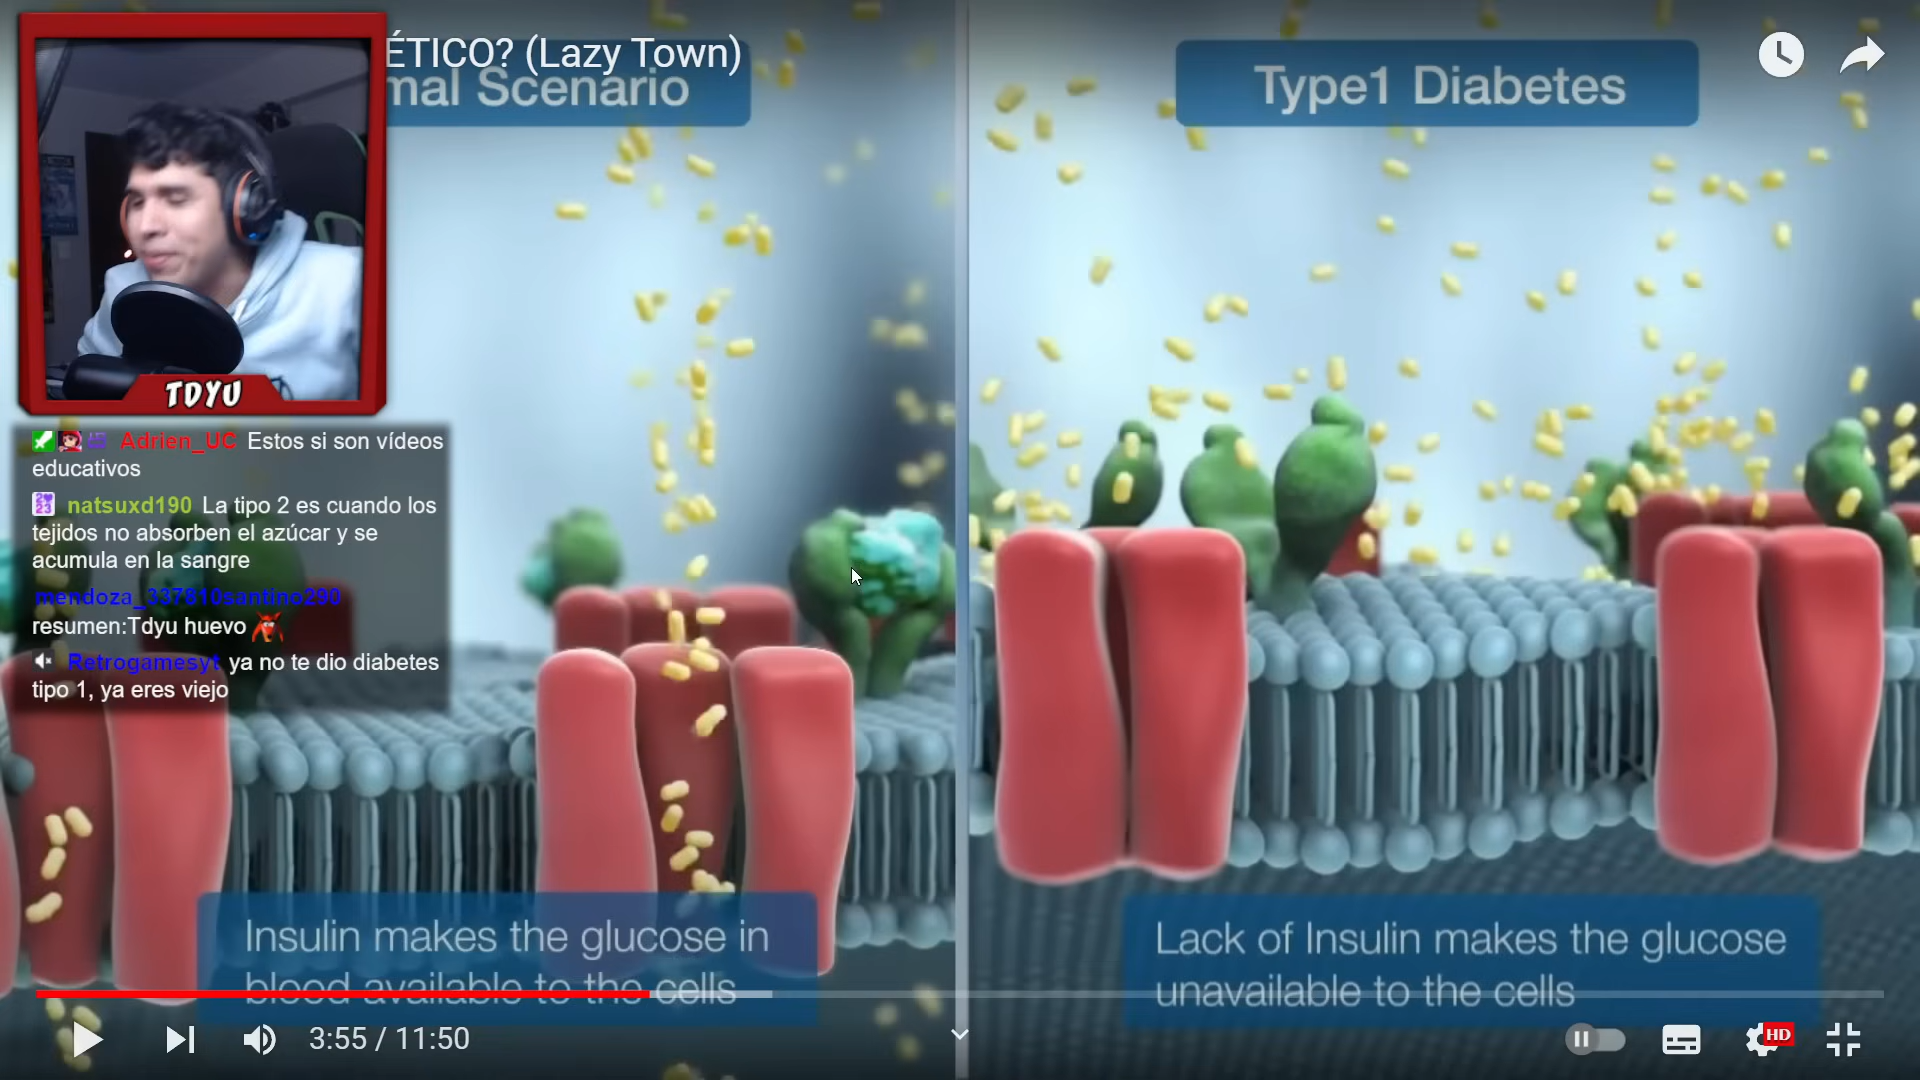 ÉTICO? (Lazy Town)
mal Scenario
Type1 Diabetes
TDYU
Adrien_UC Estos si son vídeos
educativos
natsuxd190 La tipo 2 es cuando los
tejidos no absorben el azúcar y se
acumula en la sangre
mendoza_337810santino290
resumen:Tdyu huevo
Retrogamesyt ya no te dio diabetes
tipo 1, ya eres viejo
Insulin makes the glucose in
blood available to the cells
Lack of Insulin makes the glucose
unavailable to the cells
3:55 / 11:50
HD